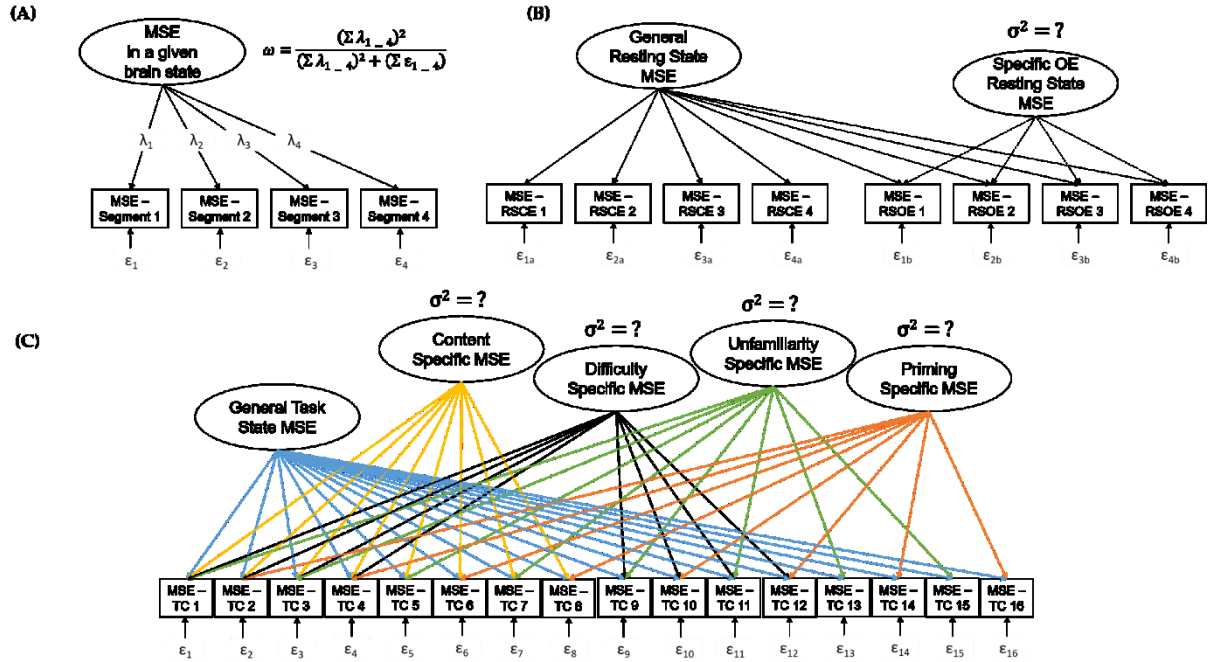 (A)
MSE
in a given
brain state
ω = (Σ λ₁ _ ₄)² / (Σ λ₁ _ ₄)² + (Σ ε₁ _ ₄)
λ₁ λ₂ λ₃ λ₄
MSE – Segment 1
MSE – Segment 2
MSE – Segment 3
MSE – Segment 4
ε₁ ε₂ ε₃ ε₄
(B)
General
Resting State
MSE
σ² = ?
Specific OE
Resting State
MSE
MSE – RSCE 1
MSE – RSCE 2
MSE – RSCE 3
MSE – RSCE 4
MSE – RSOE 1
MSE – RSOE 2
MSE – RSOE 3
MSE – RSOE 4
ε₁ₐ ε₂ₐ ε₃ₐ ε₄ₐ ε₁b ε₂b ε₃b ε₄b
(C)
General Task
State MSE
σ² = ?
Content
Specific MSE
σ² = ?
Difficulty
Specific MSE
σ² = ?
Unfamiliarity
Specific MSE
σ² = ?
Priming
Specific MSE
MSE – TC 1
MSE – TC 2
MSE – TC 3
MSE – TC 4
MSE – TC 5
MSE – TC 6
MSE – TC 7
MSE – TC 8
MSE – TC 9
MSE – TC 10
MSE – TC 11
MSE – TC 12
MSE – TC 13
MSE – TC 14
MSE – TC 15
MSE – TC 16
ε₁ ε₂ ε₃ ε₄ ε₅ ε₆ ε₇ ε₈ ε₉ ε₁₀ ε₁₁ ε₁₂ ε₁₃ ε₁₄ ε₁₅ ε₁₆